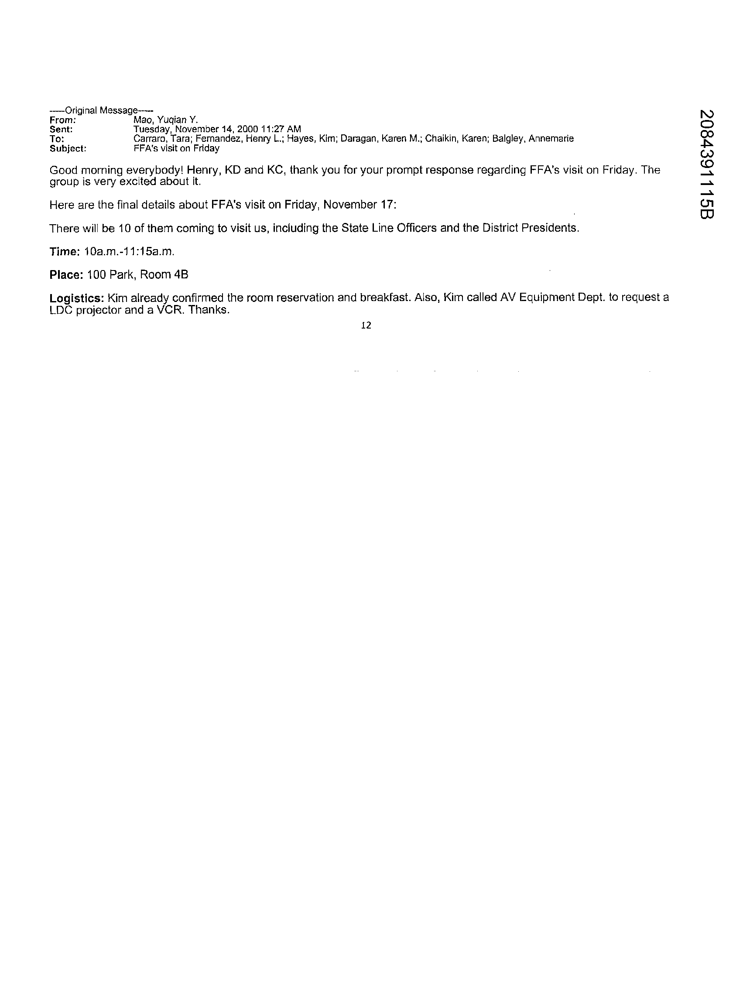 -----Original Message-----
From: Mao, Yuqian Y.
Sent: Tuesday, November 14, 2000 11:27 AM
To: Carraro, Tara; Fernandez, Henry L.; Hayes, Kim; Daragan, Karen M.; Chaikin, Karen; Balgley, Annemarie
Subject: FFA's visit on Friday
Good morning everybody! Henry, KD and KC, thank you for your prompt response regarding FFA's visit on Friday. The
group is very excited about it.
Here are the final details about FFA's visit on Friday, November 17:
There will be 10 of them coming to visit us, including the State Line Officers and the District Presidents.
Time: 10a.m.-11:15a.m.
Place: 100 Park, Room 4B
Logistics: Kim already confirmed the room reservation and breakfast. Also, Kim called AV Equipment Dept. to request a
LDC projector and a VCR. Thanks.
12
2084391115B